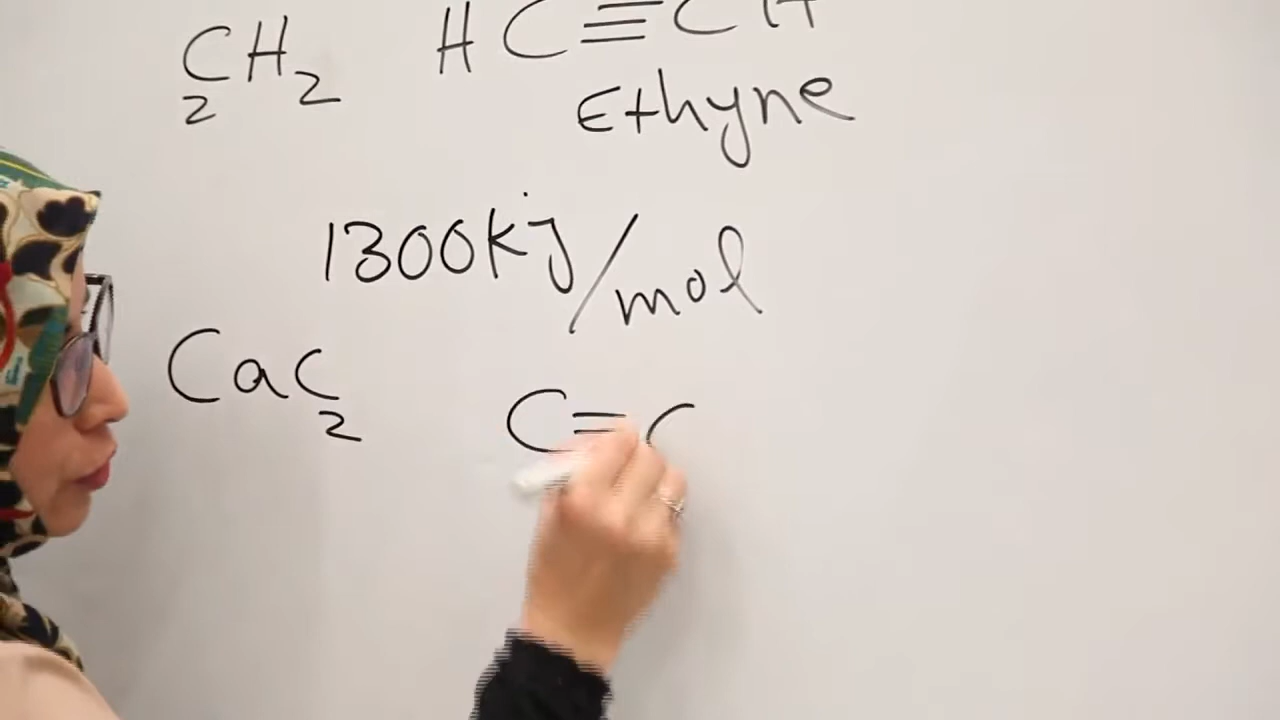 C₂H₂ HC≡CH
Ethyne
1300kj/mol
CaC₂ C=C